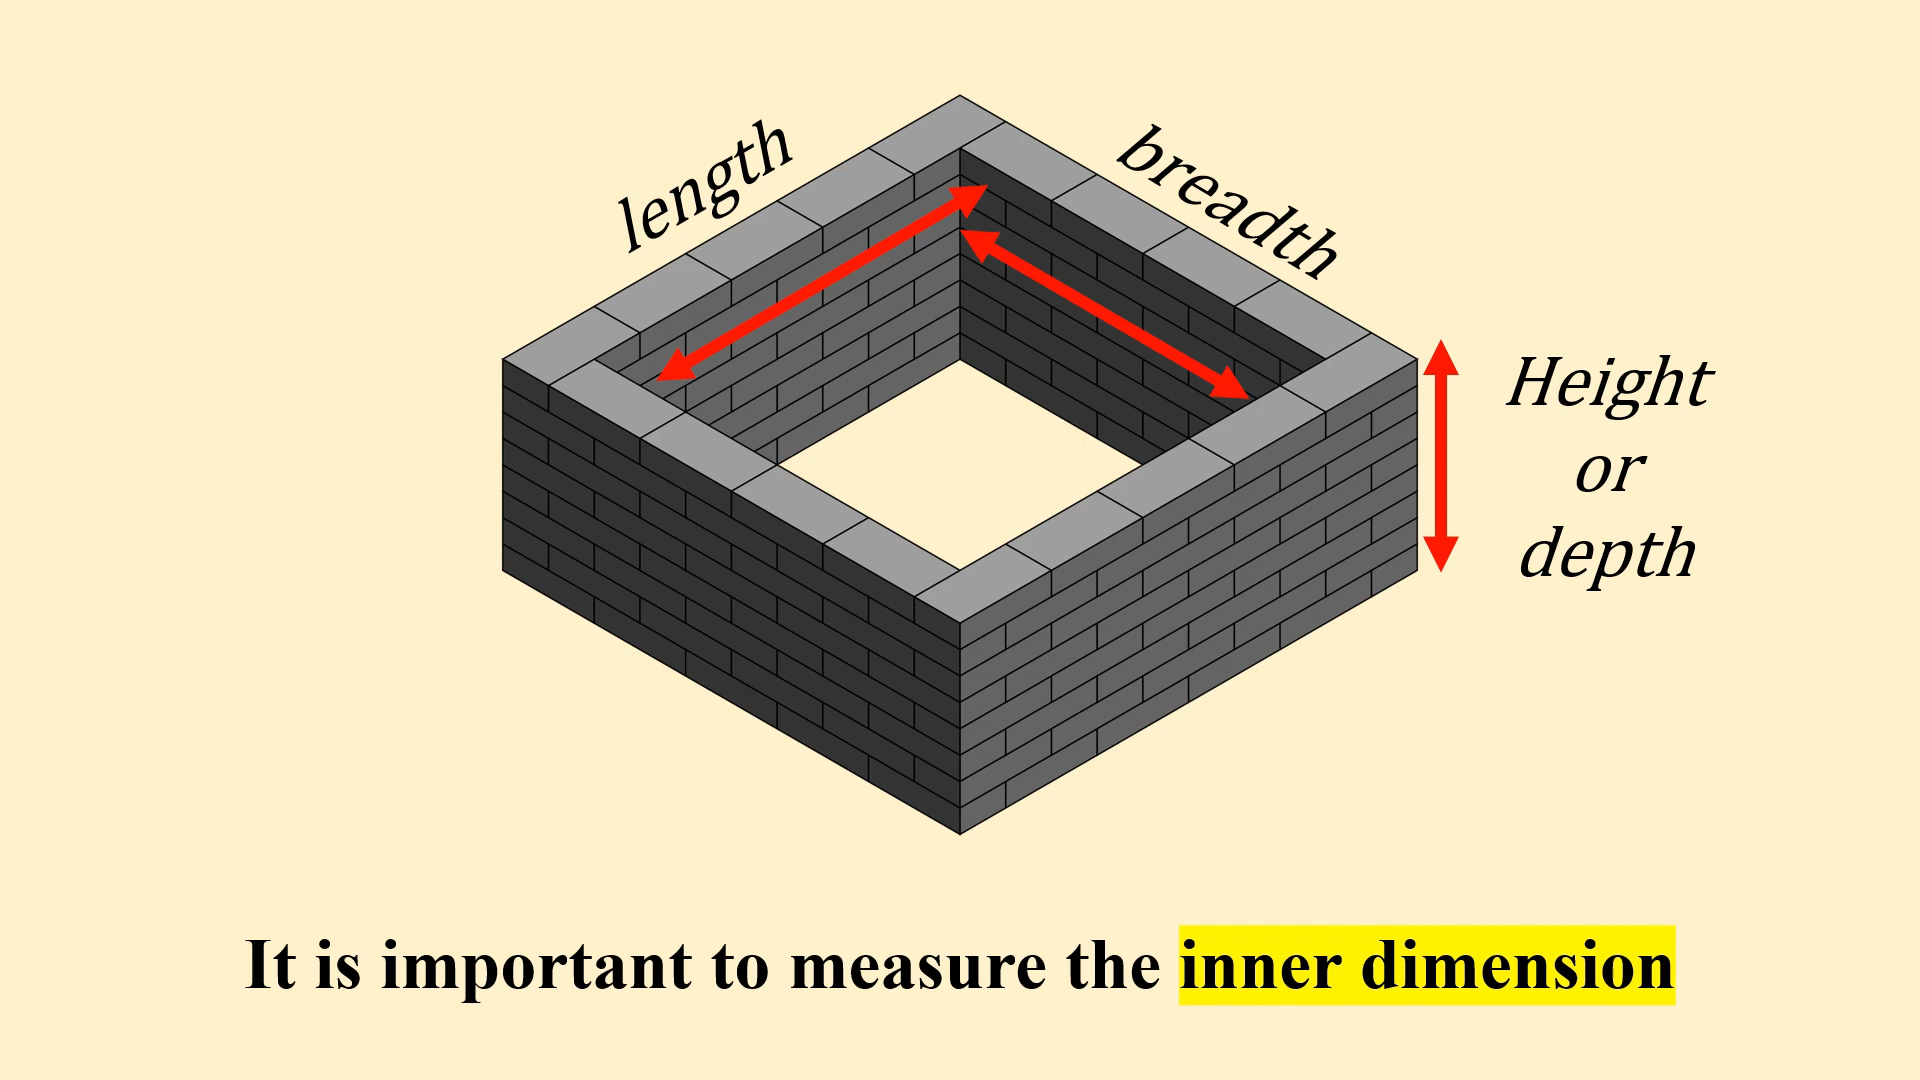 length
breadth
Height
or
depth
It is important to measure the inner dimension